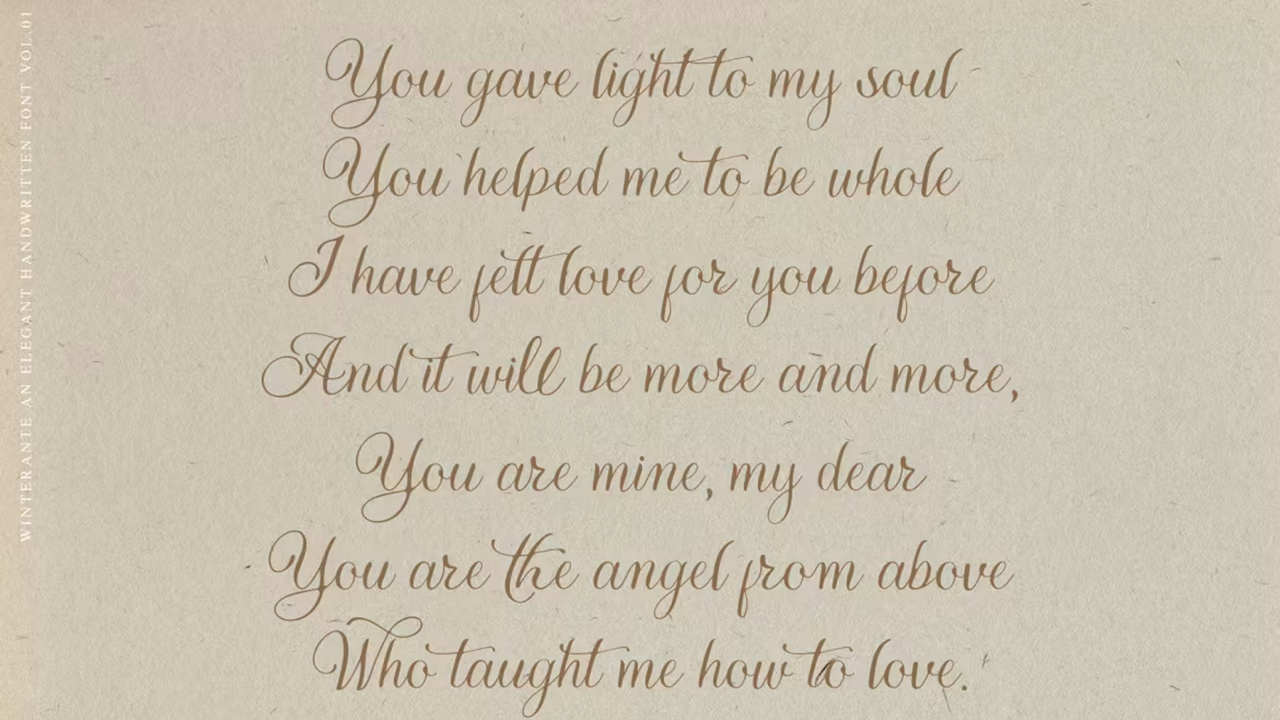 You gave light to my soul
You helped me to be whole
I have felt love for you before
And it will be more and more,
You are mine, my dear
You are the angel from above
Who taught me how to love.
WINTERANTE AN ELEGANT HANDWRITTEN FONT VOL.01